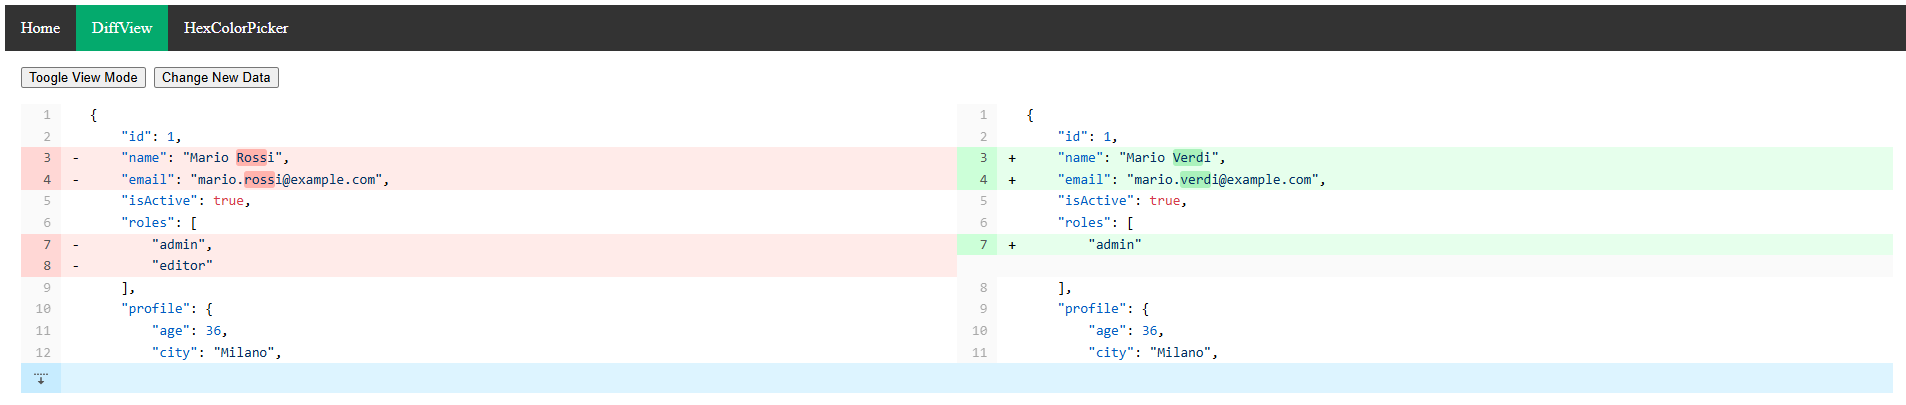 Home DiffView HexColorPicker
Toogle View Mode Change New Data
1 {
2 "id": 1,
3 - "name": "Mario Rossi",
4 - "email": "mario.rossi@example.com",
5 "isActive": true,
6 "roles": [
7 - "admin",
8 - "editor"
9 ],
10 "profile": {
11 "age": 36,
12 "city": "Milano",
1 {
2 "id": 1,
3 + "name": "Mario Verdi",
4 + "email": "mario.verdi@example.com",
5 "isActive": true,
6 "roles": [
7 + "admin"
8 ],
9 "profile": {
10 "age": 36,
11 "city": "Milano",